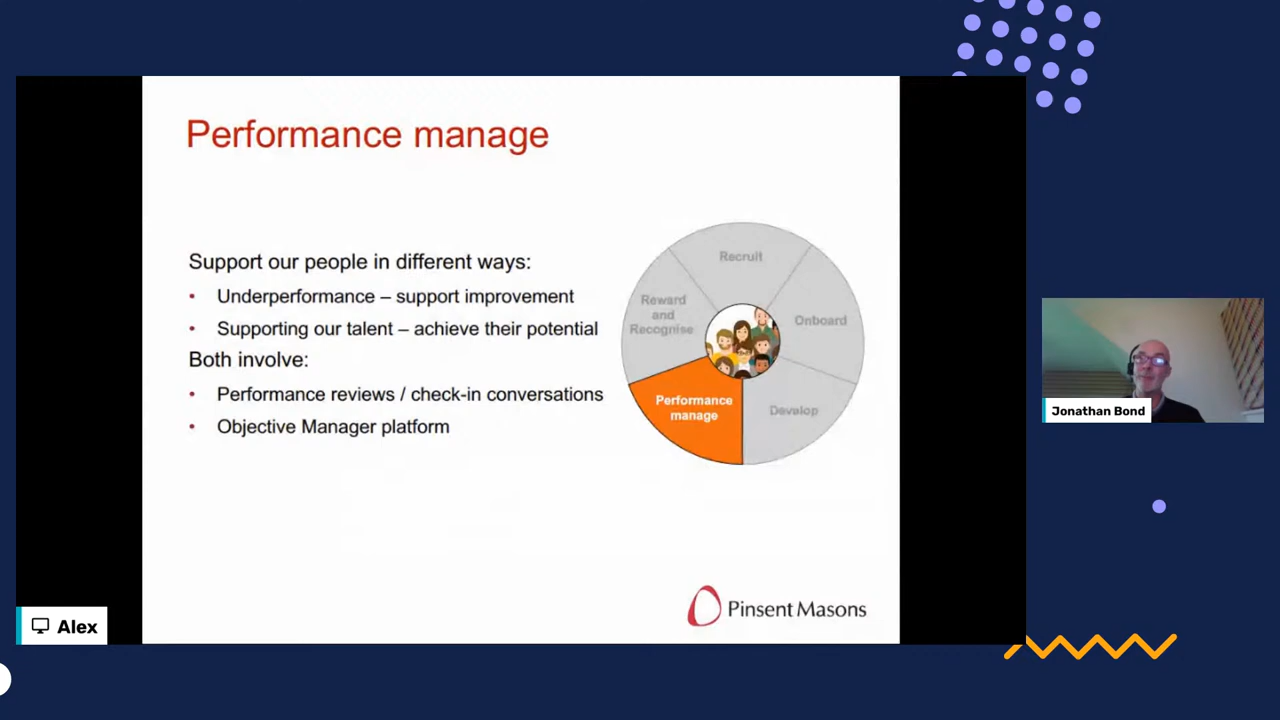 Performance manage
Support our people in different ways:
• Underperformance – support improvement
• Supporting our talent – achieve their potential
Both involve:
• Performance reviews / check-in conversations
• Objective Manager platform
Recruit
Reward
and
Recognise
Onboard
Performance
manage
Develop
Pinsent Masons
Jonathan Bond
Alex